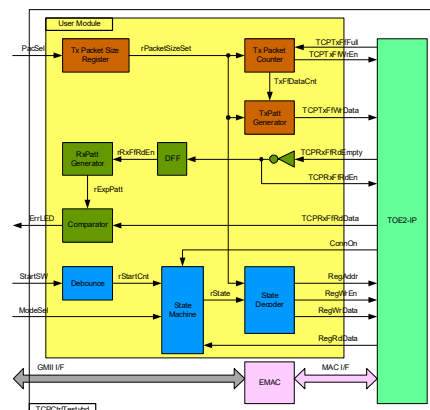 User Module
PacSel
Tx Packet Size
Register
rPacketSizeSet
Tx Packet
Counter
TCPTxFfFull
TCPTxFfWrEn
TxFfDataCnt
TxPatt
Generator
TCPTxFfWrData
RxPatt
Generator
rRxFfRdEn
DFF
TCPRxFfRdEmpty
TCPRxFfRdEn
rExpPatt
TOE2-IP
ErrLED
Comparator
TCPRxFfRdData
ConnOn
StartSW
Debounce
rStartCnt
State
Machine
rState
State
Decoder
RegAddr
RegWrEn
RegWrData
ModeSel
RegRdData
GMII I/F
EMAC
MAC I/F
TCPCtrlTest.vhd